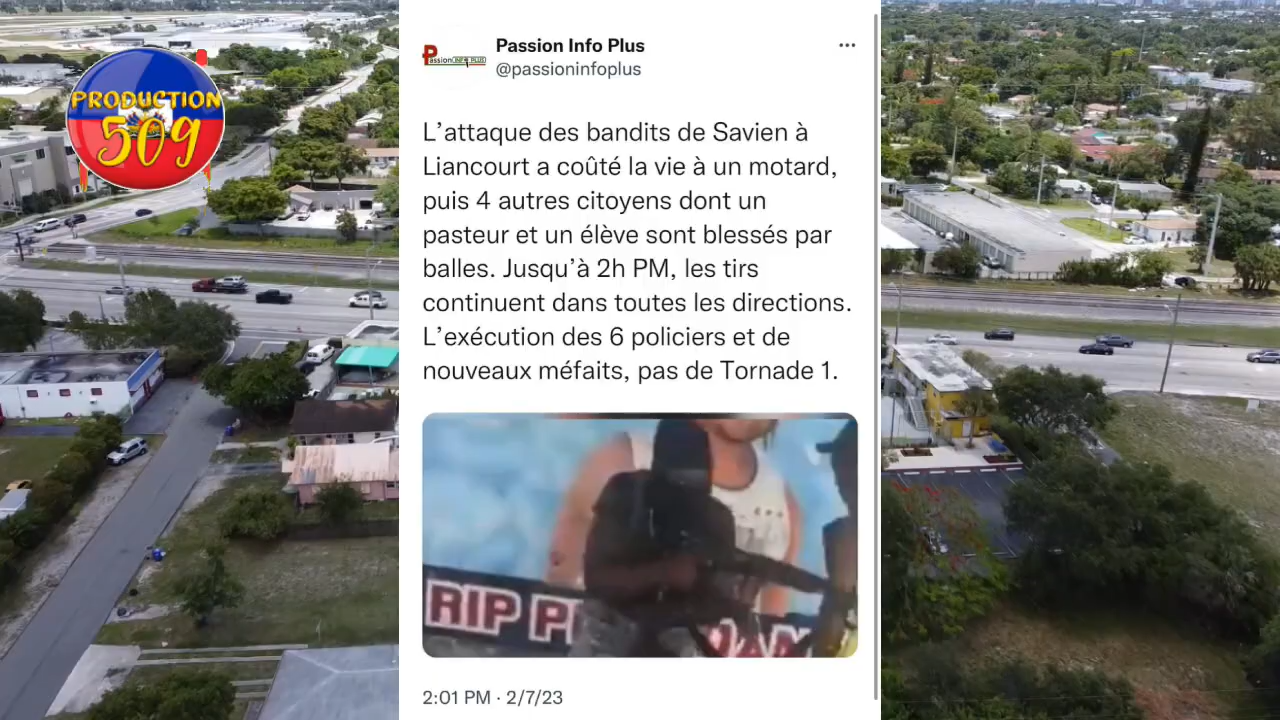 PRODUCTION
509
Passion INFO PLUS
Passion Info Plus
@passioninfoplus
L’attaque des bandits de Savien à
Liancourt a coûté la vie à un motard,
puis 4 autres citoyens dont un
pasteur et un élève sont blessés par
balles. Jusqu’à 2h PM, les tirs
continuent dans toutes les directions.
L’exécution des 6 policiers et de
nouveaux méfaits, pas de Tornade 1.
RIP
2:01 PM · 2/7/23